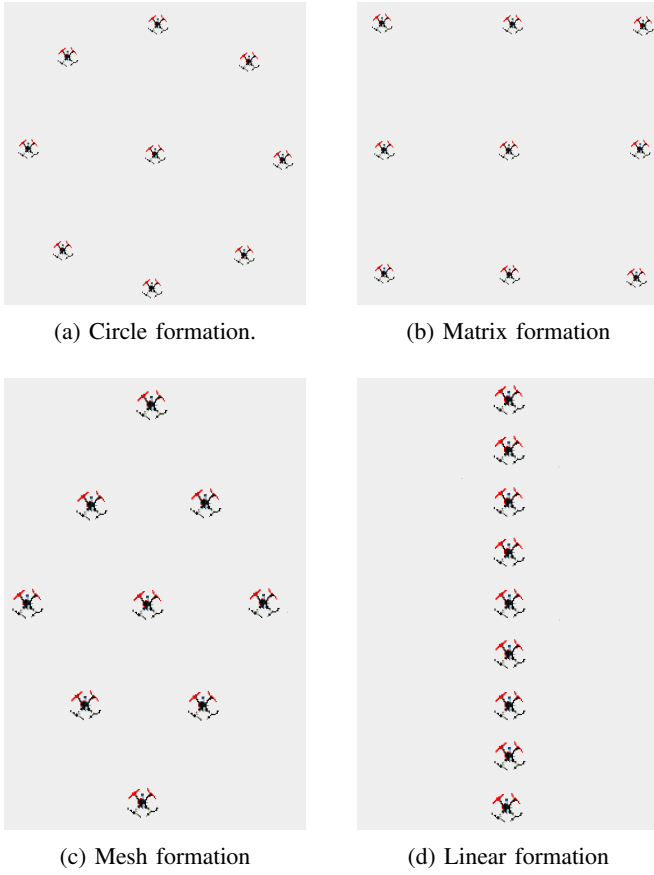 (a) Circle formation.
(b) Matrix formation
(c) Mesh formation
(d) Linear formation